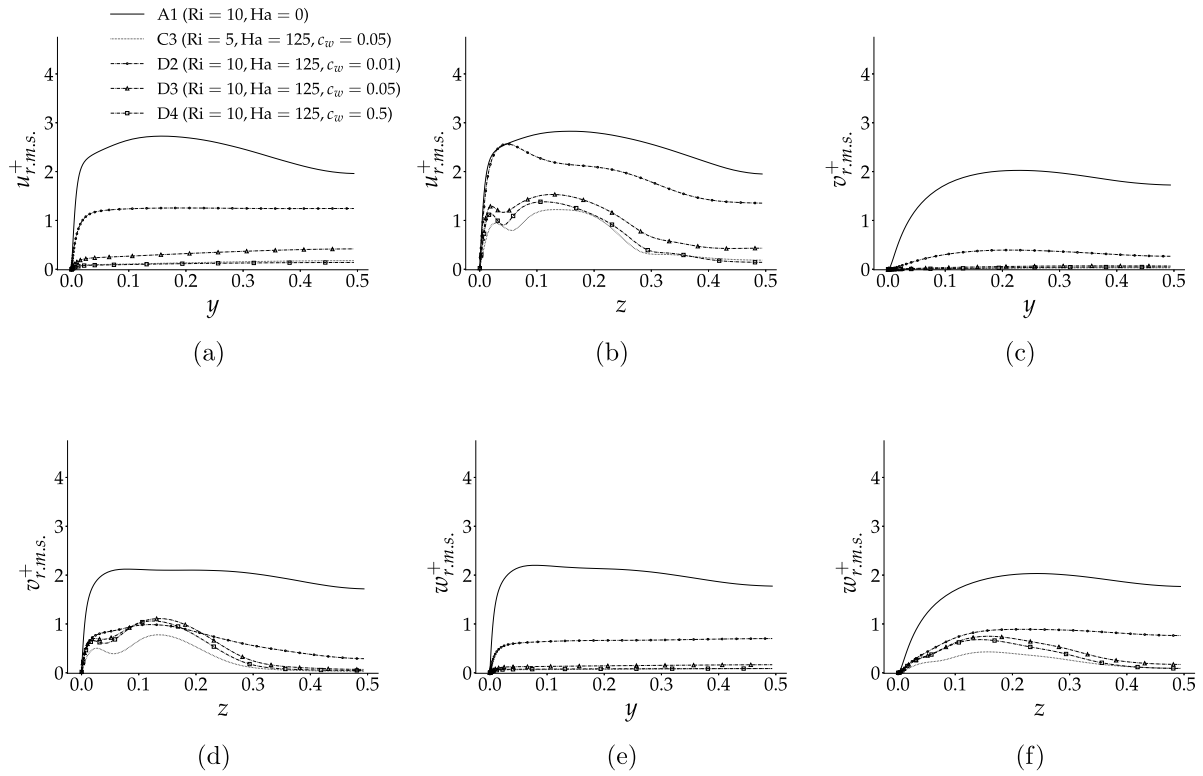 A1 (Ri = 10, Ha = 0)
C3 (Ri = 5, Ha = 125, c_w = 0.05)
D2 (Ri = 10, Ha = 125, c_w = 0.01)
D3 (Ri = 10, Ha = 125, c_w = 0.05)
D4 (Ri = 10, Ha = 125, c_w = 0.5)
u^+_{r.m.s.}
4
3
2
1
0
0.0 0.1 0.2 0.3 0.4 0.5
y
(a)
u^+_{r.m.s.}
4
3
2
1
0
0.0 0.1 0.2 0.3 0.4 0.5
z
(b)
v^+_{r.m.s.}
4
3
2
1
0
0.0 0.1 0.2 0.3 0.4 0.5
y
(c)
v^+_{r.m.s.}
4
3
2
1
0
0.0 0.1 0.2 0.3 0.4 0.5
z
(d)
w^+_{r.m.s.}
4
3
2
1
0
0.0 0.1 0.2 0.3 0.4 0.5
y
(e)
w^+_{r.m.s.}
4
3
2
1
0
0.0 0.1 0.2 0.3 0.4 0.5
z
(f)